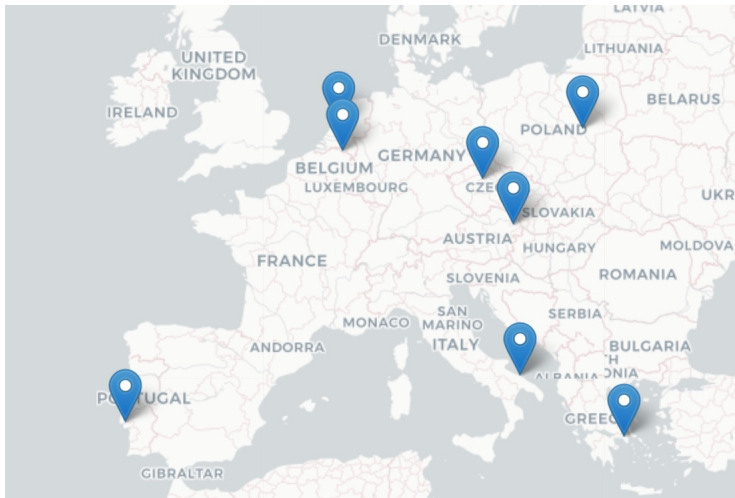 LATVIA
DENMARK
LITHUANIA
UNITED
KINGDOM
BELARUS
IRELAND
POLAND
GERMANY
BELGIUM
LUXEMBOURG
UKR
SLOVAKIA
AUSTRIA
HUNGARY
MOLDOVA
FRANCE
SLOVENIA
ROMANIA
SAN
MARINO
SERBIA
MONACO
ITALY
ANDORRA
BULGARIA
ALBANIA
PORTUGAL
GIBRALTAR